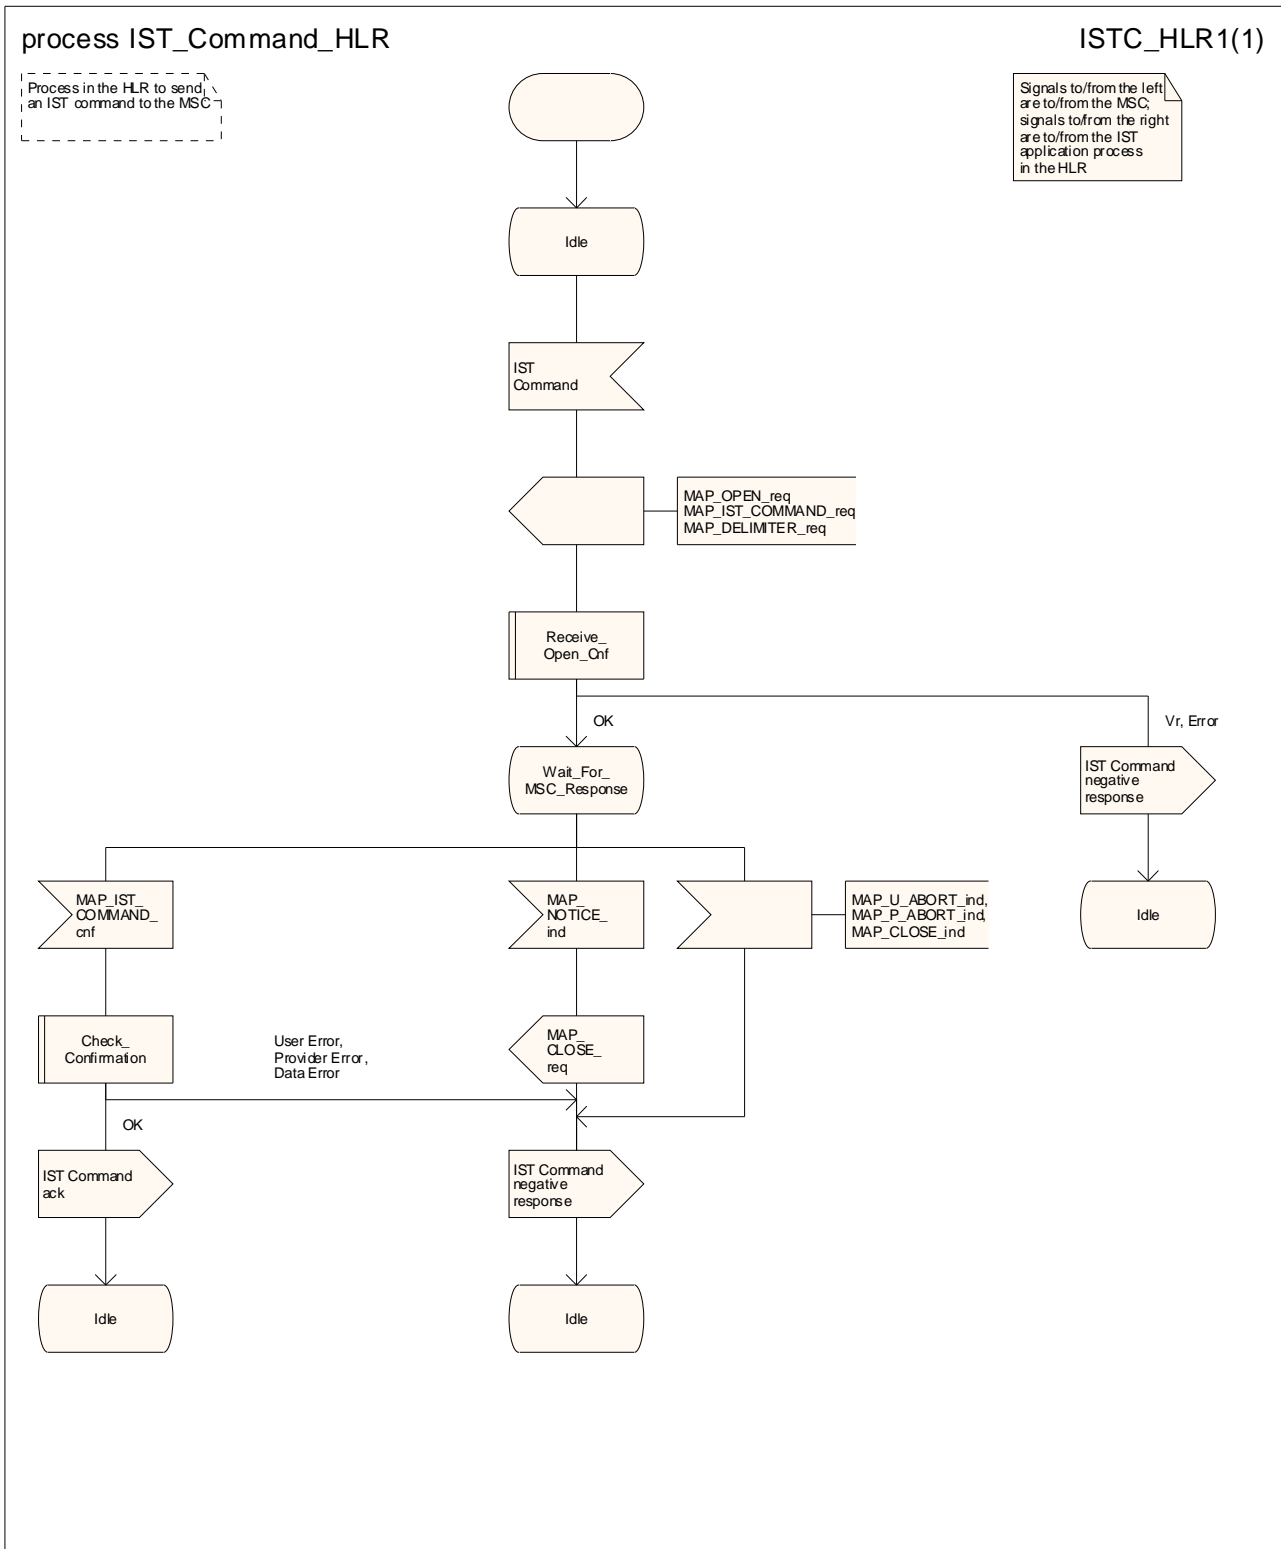 process IST_Command_HLR
ISTC_HLR1(1)
Process in the HLR to send
an IST command to the MSC
Signals to/from the left
are to/from the MSC;
signals to/from the right
are to/from the IST
application process
in the HLR
Idle
IST
Command
MAP_OPEN_req
MAP_IST_COMMAND_req
MAP_DELIMITER_req
Receive_
Open_Cnf
OK
Vr, Error
Wait_For_
MSC_Response
IST Command
negative
response
MAP_IST_
COMMAND_
cnf
MAP_
NOTICE_
ind
MAP_U_ABORT_ind,
MAP_P_ABORT_ind,
MAP_CLOSE_ind
Idle
Check_
Confirmation
User Error,
Provider Error,
Data Error
MAP_
CLOSE_
req
OK
IST Command
ack
IST Command
negative
response
Idle
Idle